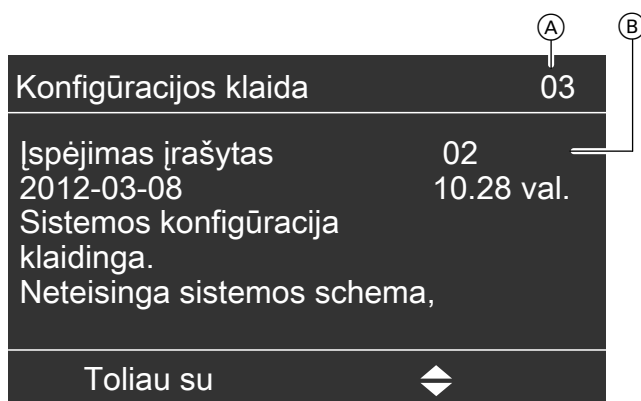 A B
Konfigūracijos klaida 03
Įspėjimas įrašytas 02
2012-03-08 10.28 val.
Sistemos konfigūracija
klaidinga.
Neteisinga sistemos schema,
Toliau su